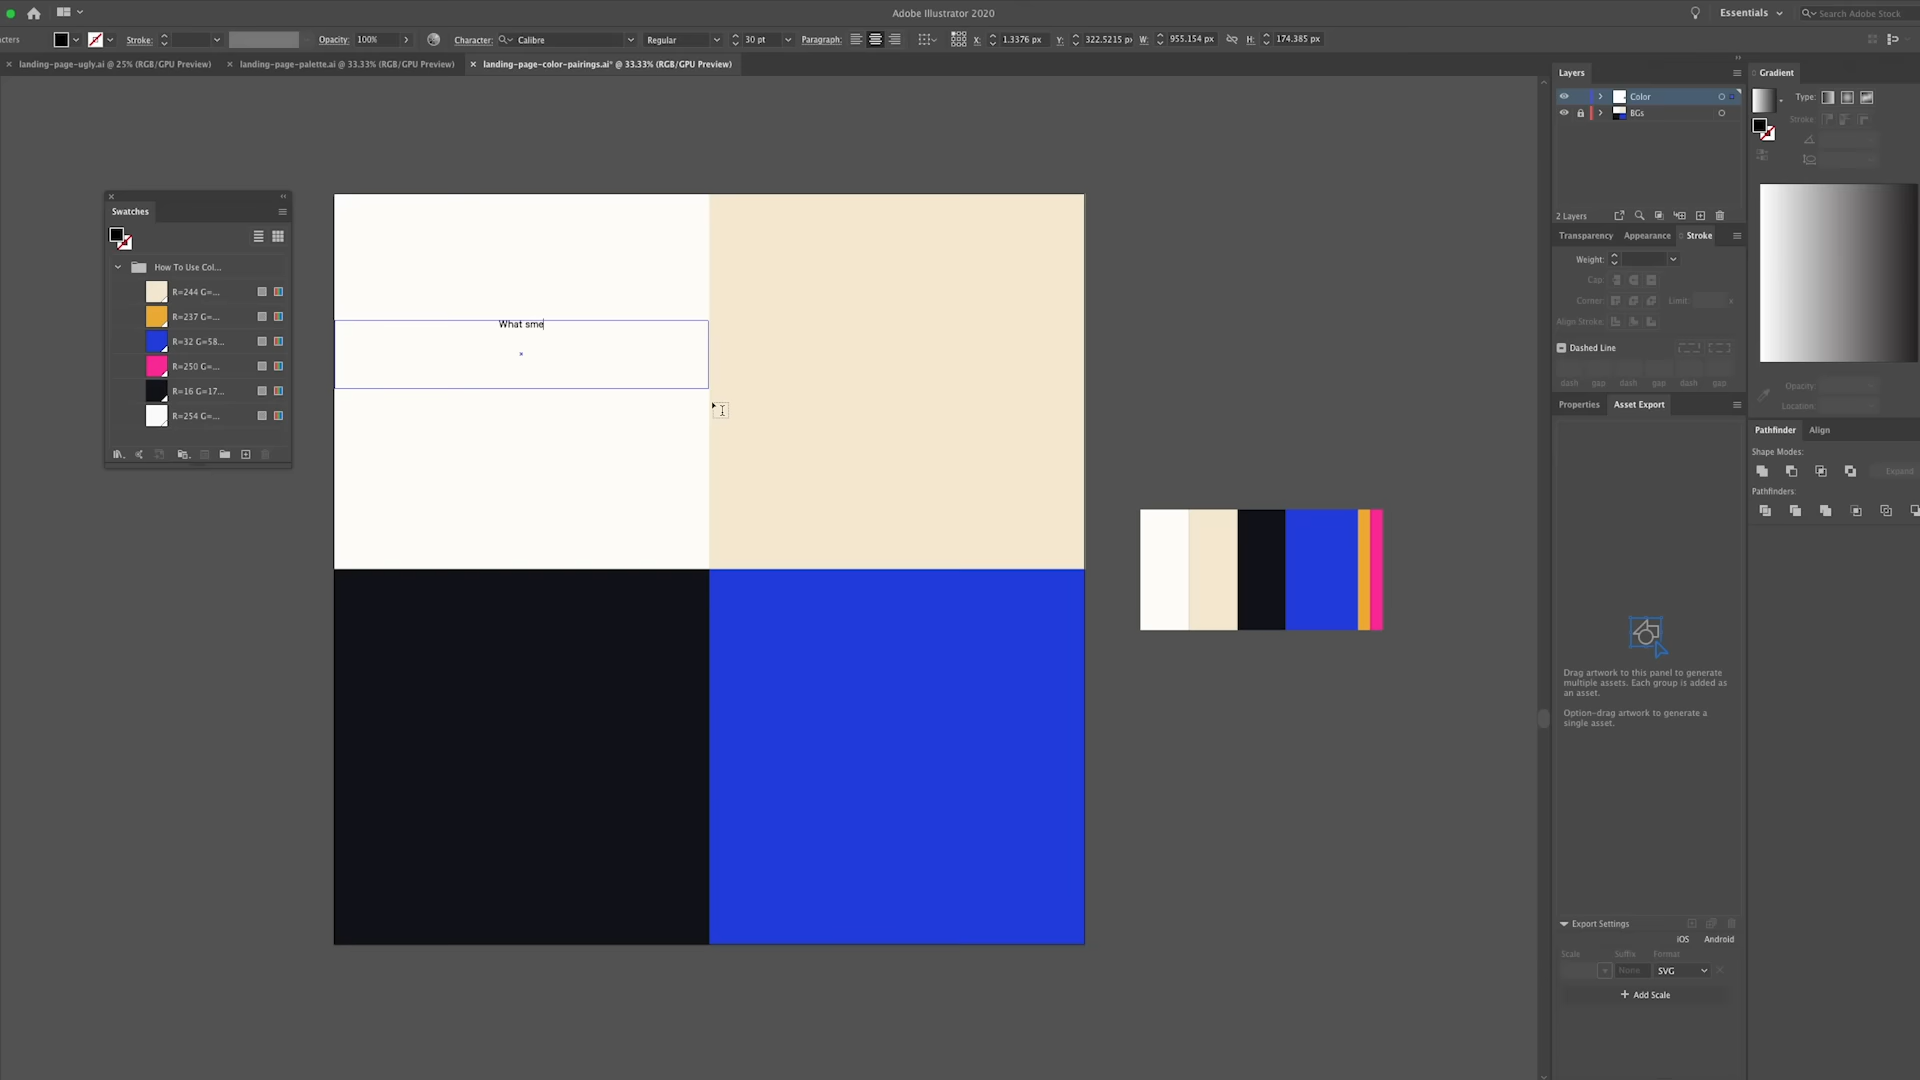 Adobe Illustrator 2020
Essentials
Search Adobe Stock
cters
Stroke:
Opacity: 100%
Character: Calibre
Regular
30 pt
Paragraph:
X: 1.3376 px
Y: 322.5215 p
W: 955.154 px
H: 174.385 px
landing-page-ugly.ai @ 25% (RGB/GPU Preview)
landing-page-palette.ai @ 33.33% (RGB/GPU Preview)
landing-page-color-pairings.ai* @ 33.33% (RGB/GPU Preview)
Swatches
How To Use Col...
R=244 G=...
R=237 G=...
R=32 G=58...
R=250 G=...
R=16 G=17...
R=254 G=...
What sme
Layers
Color
BGs
2 Layers
Transparency
Appearance
Stroke
Weight:
Cap:
Corner:
Limit:
x
Align Stroke:
Dashed Line
dash
gap
dash
gap
dash
gap
Properties
Asset Export
Drag artwork to this panel to generate
multiple assets. Each group is added as
an asset.
Option-drag artwork to generate a
single asset.
Export Settings
iOS
Android
Scale
Suffix
Format
None
SVG
+ Add Scale
Gradient
Type:
Stroke:
Opacity:
Location:
Pathfinder
Align
Shape Modes:
Expand
Pathfinders: